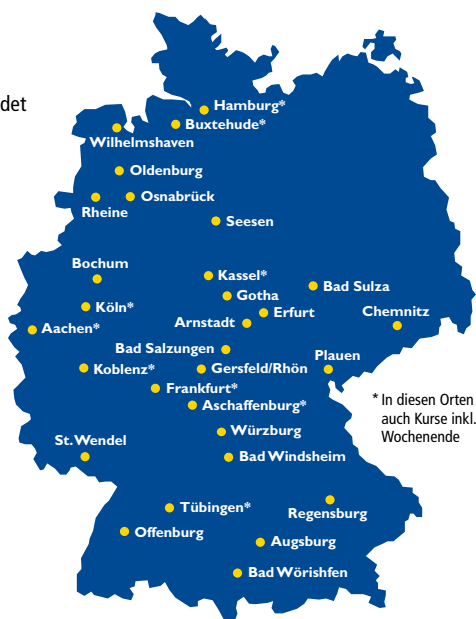 det
Hamburg*
Buxtehude*
Wilhelmshaven
Oldenburg
Osnabrück
Rheine
Seesen
Bochum
Kassel*
Bad Sulza
Gotha
Köln*
Erfurt
Chemnitz
Aachen*
Arnstadt
Bad Salzungen
Koblenz*
Gersfeld/Rhön
Plauen
Frankfurt*
Aschaffenburg*
* In diesen Orten
auch Kurse inkl.
Wochenende
Würzburg
St. Wendel
Bad Windsheim
Tübingen*
Regensburg
Offenburg
Augsburg
Bad Wörishfen